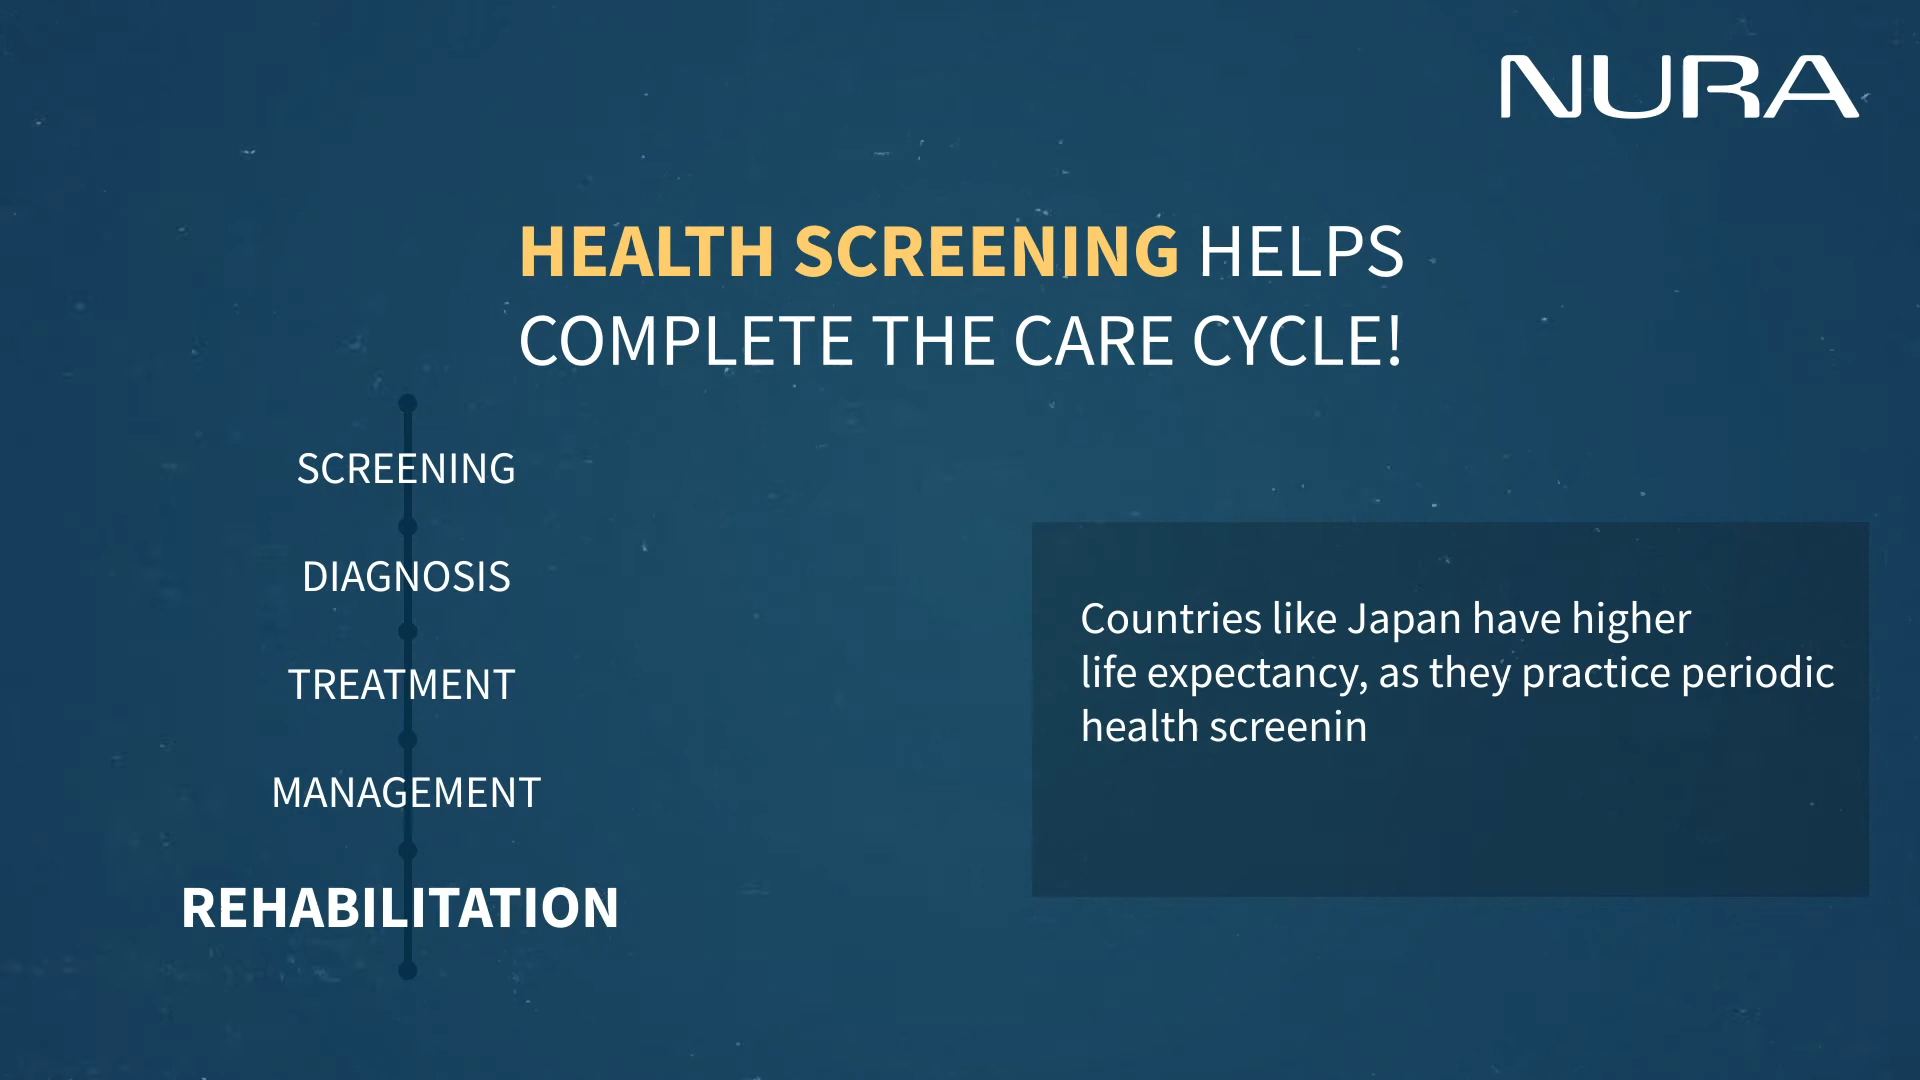 NURA
HEALTH SCREENING HELPS
COMPLETE THE CARE CYCLE!
SCREENING
DIAGNOSIS
TREATMENT
MANAGEMENT
REHABILITATION
Countries like Japan have higher
life expectancy, as they practice periodic
health screenin